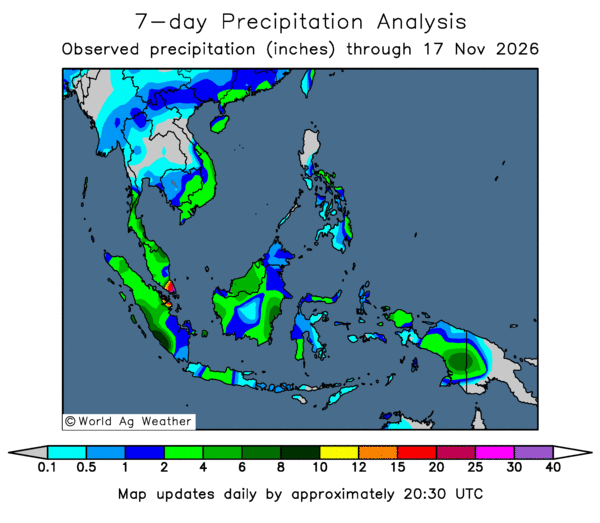 7-day Precipitation Analysis
Observed precipitation (inches) through 17 Nov 2026
©World Ag Weather
0.1 0.5 1 2 4 6 8 10 12 15 20 25 30 40
Map updates daily by approximately 20:30 UTC